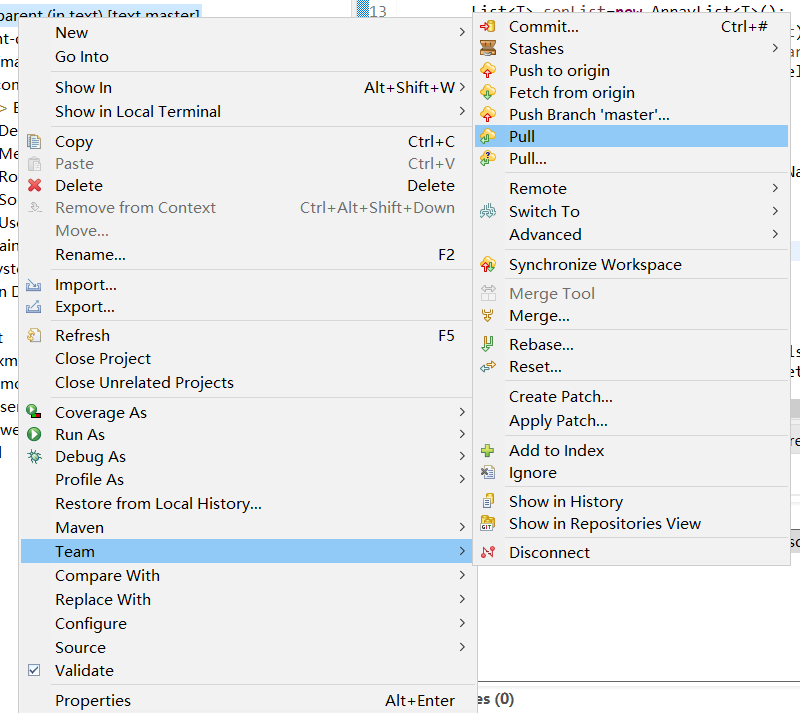 parent (in text) [text master]
13
List<T> sonList=new ArrayList<T>();
New
Go Into
Show In Alt+Shift+W
Show in Local Terminal
Copy Ctrl+C
Paste Ctrl+V
Delete Delete
Remove from Context Ctrl+Alt+Shift+Down
Move...
Rename... F2
Import...
Export...
Refresh F5
Close Project
Close Unrelated Projects
Coverage As
Run As
Debug As
Profile As
Restore from Local History...
Maven
Team
Compare With
Replace With
Configure
Source
Validate
Properties Alt+Enter
Commit... Ctrl+#
Stashes
Push to origin
Fetch from origin
Push Branch 'master'...
Pull
Pull...
Remote
Switch To
Advanced
Synchronize Workspace
Merge Tool
Merge...
Rebase...
Reset...
Create Patch...
Apply Patch...
Add to Index
Ignore
Show in History
Show in Repositories View
Disconnect
es (0)